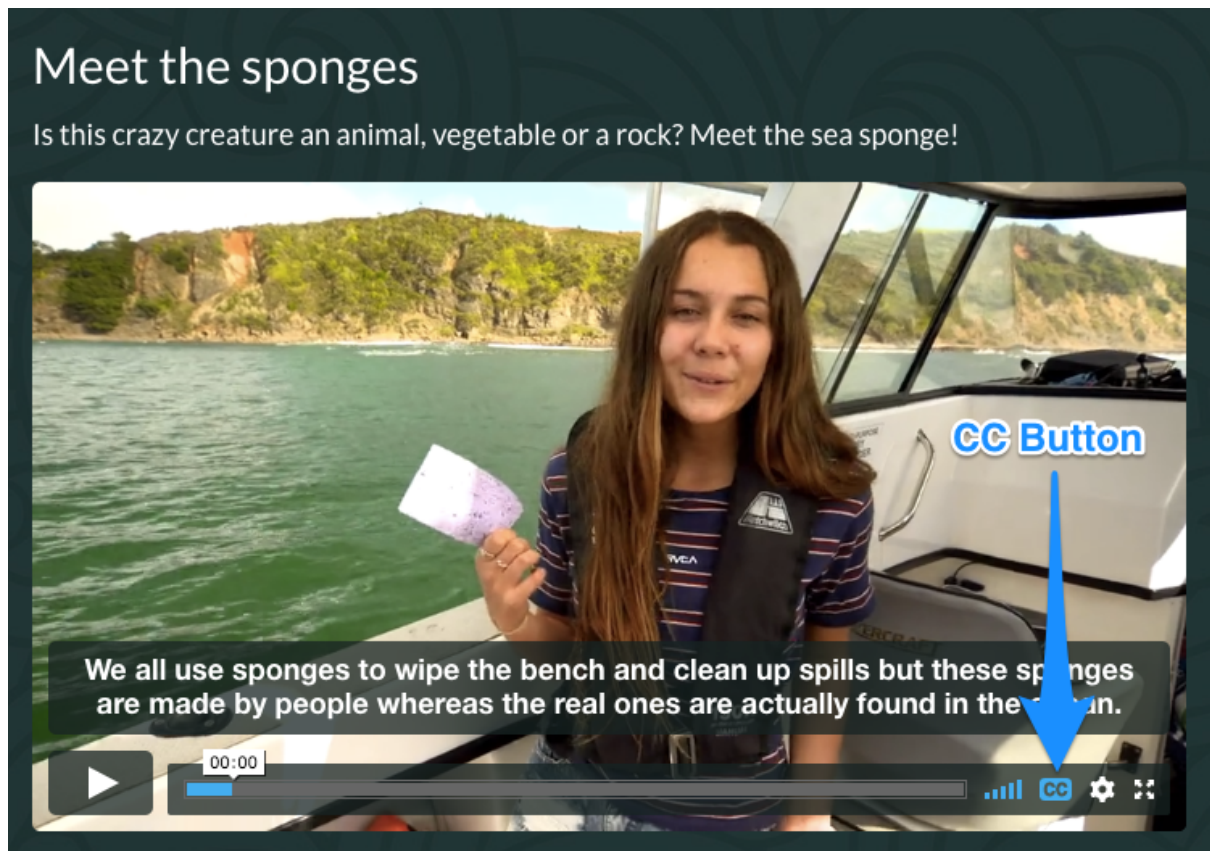 Meet the sponges
Is this crazy creature an animal, vegetable or a rock? Meet the sea sponge!
CC Button
RVCA
We all use sponges to wipe the bench and clean up spills but these sponges
are made by people whereas the real ones are actually found in the
00:00
CC